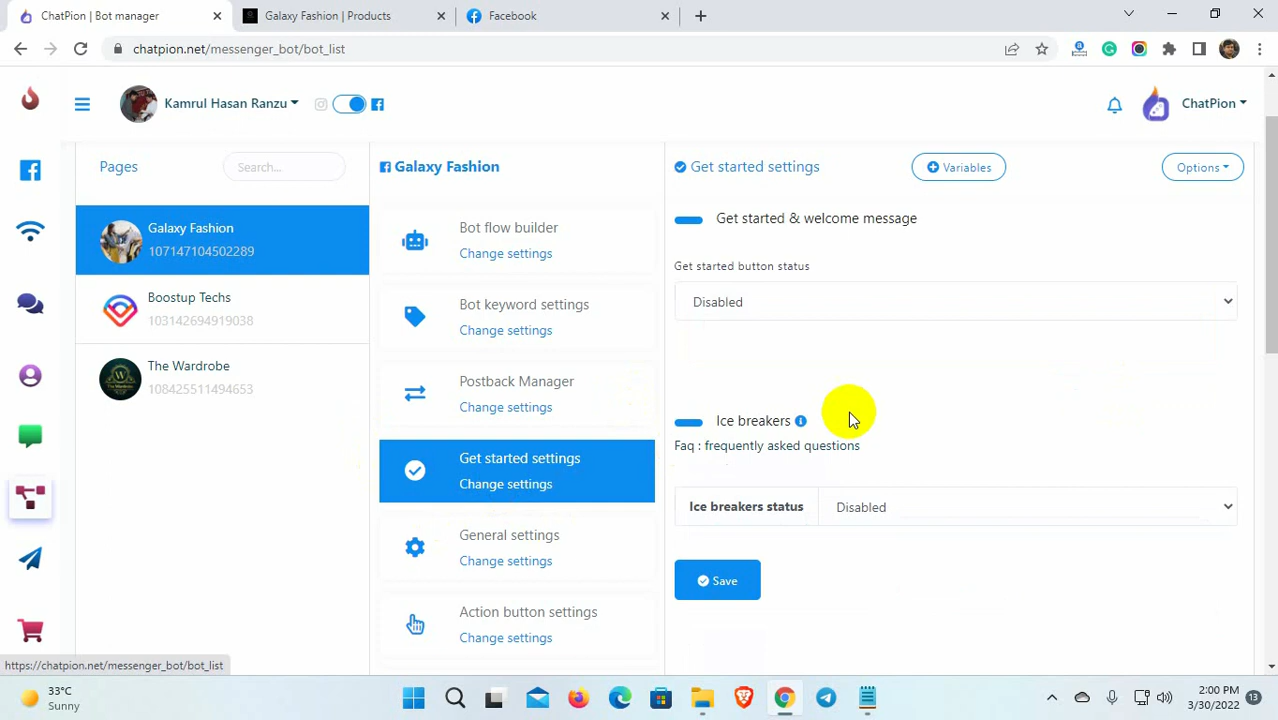 ChatPion | Bot manager
Galaxy Fashion | Products
Facebook
chatpion.net/messenger_bot/bot_list
Kamrul Hasan Ranzu
ChatPion
Pages
Search...
Galaxy Fashion
107147104502289
Boostup Techs
103142694919038
The Wardrobe
108425511494653
Galaxy Fashion
Bot flow builder
Change settings
Bot keyword settings
Change settings
Postback Manager
Change settings
Get started settings
Change settings
General settings
Change settings
Action button settings
Change settings
Get started settings
Variables
Options
Get started & welcome message
Get started button status
Disabled
Ice breakers
Faq : frequently asked questions
Ice breakers status
Disabled
Save
https://chatpion.net/messenger_bot/bot_list
33°C
Sunny
2:00 PM
3/30/2022
13